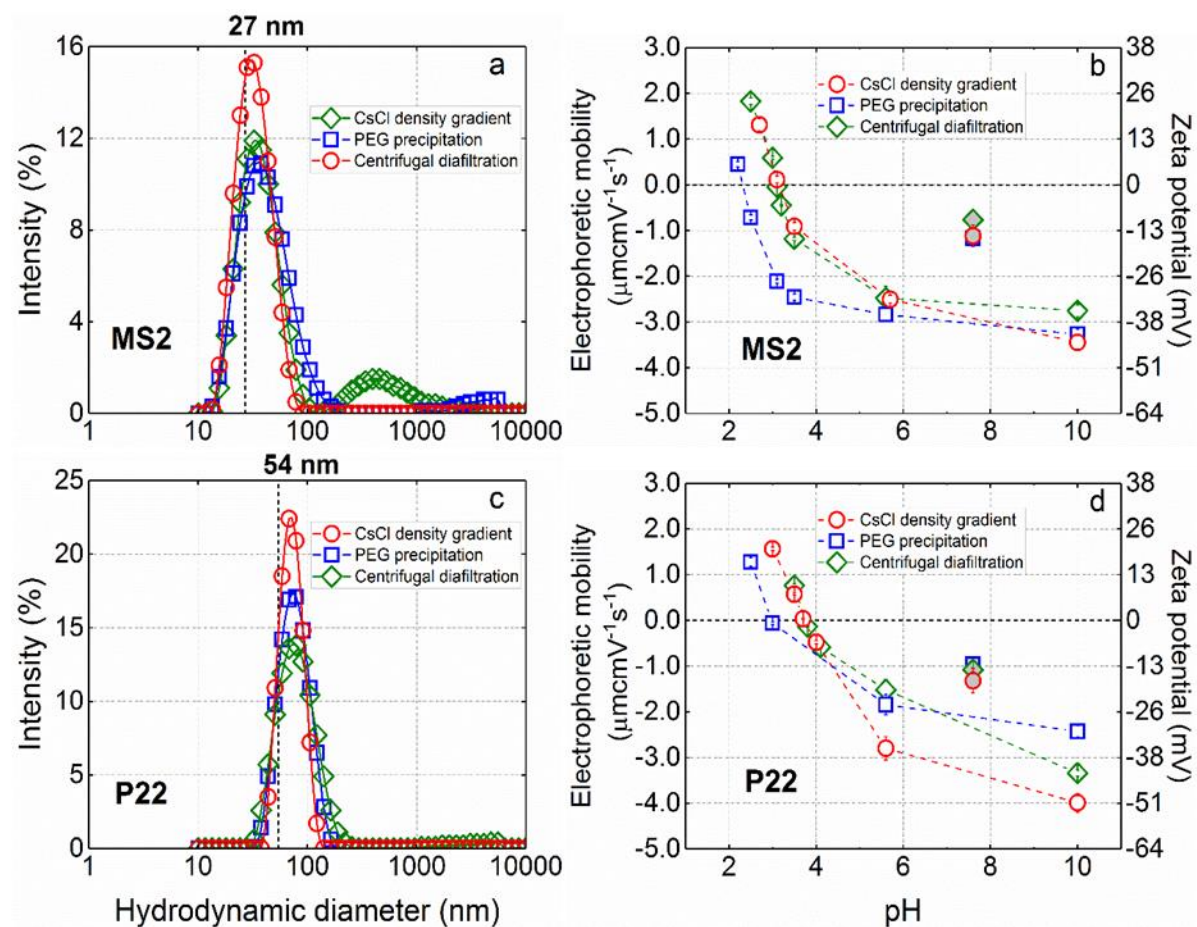 27 nm
16
12
8
4
0
Intensity (%)
a
CsCl density gradient
PEG precipitation
Centrifugal diafiltration
MS2
1
10
100
1000
10000
3.0
2.0
1.0
0.0
-1.0
-2.0
-3.0
-4.0
-5.0
Electrophoretic mobility
(µmcmV⁻¹s⁻¹)
b
CsCl density gradient
PEG precipitation
Centrifugal diafiltration
MS2
38
26
13
0
-13
-26
-38
-51
-64
Zeta potential (mV)
2
4
6
8
10
54 nm
25
20
15
10
5
0
Intensity (%)
c
CsCl density gradient
PEG precipitation
Centrifugal diafiltration
P22
1
10
100
1000
10000
Hydrodynamic diameter (nm)
3.0
2.0
1.0
0.0
-1.0
-2.0
-3.0
-4.0
-5.0
Electrophoretic mobility
(µmcmV⁻¹s⁻¹)
d
CsCl density gradient
PEG precipitation
Centrifugal diafiltration
P22
38
26
13
0
-13
-26
-38
-51
-64
Zeta potential (mV)
2
4
6
8
10
pH